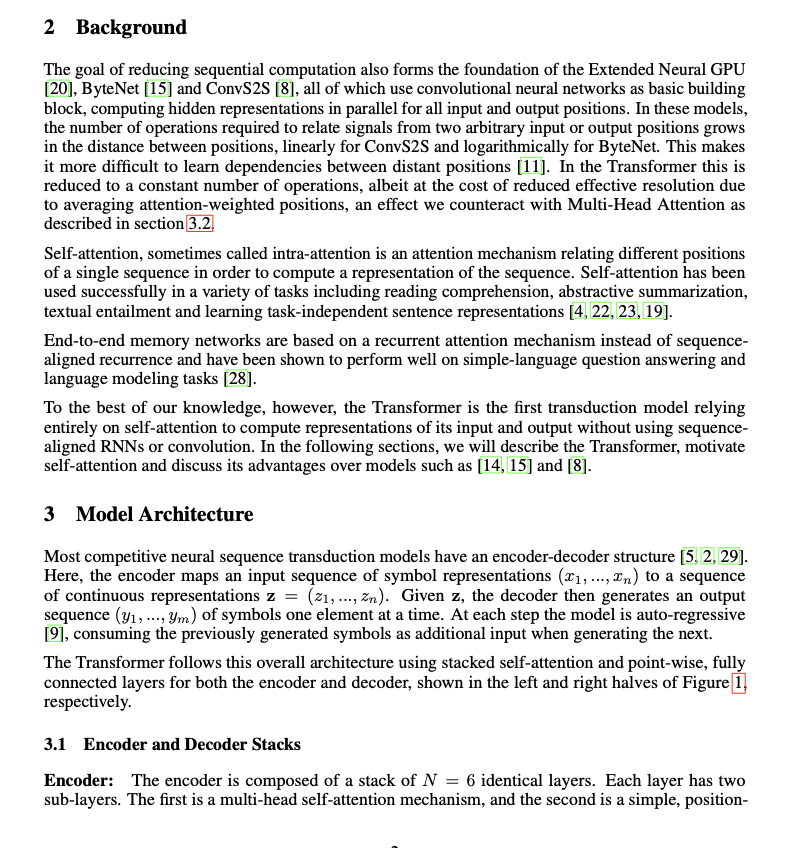 2 Background
The goal of reducing sequential computation also forms the foundation of the Extended Neural GPU
[20], ByteNet [15] and ConvS2S [8], all of which use convolutional neural networks as basic building
block, computing hidden representations in parallel for all input and output positions. In these models,
the number of operations required to relate signals from two arbitrary input or output positions grows
in the distance between positions, linearly for ConvS2S and logarithmically for ByteNet. This makes
it more difficult to learn dependencies between distant positions [11]. In the Transformer this is
reduced to a constant number of operations, albeit at the cost of reduced effective resolution due
to averaging attention-weighted positions, an effect we counteract with Multi-Head Attention as
described in section 3.2.
Self-attention, sometimes called intra-attention is an attention mechanism relating different positions
of a single sequence in order to compute a representation of the sequence. Self-attention has been
used successfully in a variety of tasks including reading comprehension, abstractive summarization,
textual entailment and learning task-independent sentence representations [4, 22, 23, 19].
End-to-end memory networks are based on a recurrent attention mechanism instead of sequence-
aligned recurrence and have been shown to perform well on simple-language question answering and
language modeling tasks [28].
To the best of our knowledge, however, the Transformer is the first transduction model relying
entirely on self-attention to compute representations of its input and output without using sequence-
aligned RNNs or convolution. In the following sections, we will describe the Transformer, motivate
self-attention and discuss its advantages over models such as [14, 15] and [8].
3 Model Architecture
Most competitive neural sequence transduction models have an encoder-decoder structure [5, 2, 29].
Here, the encoder maps an input sequence of symbol representations (x₁, ..., xₙ) to a sequence
of continuous representations z = (z₁, ..., zₙ). Given z, the decoder then generates an output
sequence (y₁, ..., yₘ) of symbols one element at a time. At each step the model is auto-regressive
[9], consuming the previously generated symbols as additional input when generating the next.
The Transformer follows this overall architecture using stacked self-attention and point-wise, fully
connected layers for both the encoder and decoder, shown in the left and right halves of Figure 1,
respectively.
3.1 Encoder and Decoder Stacks
Encoder: The encoder is composed of a stack of N = 6 identical layers. Each layer has two
sub-layers. The first is a multi-head self-attention mechanism, and the second is a simple, position-